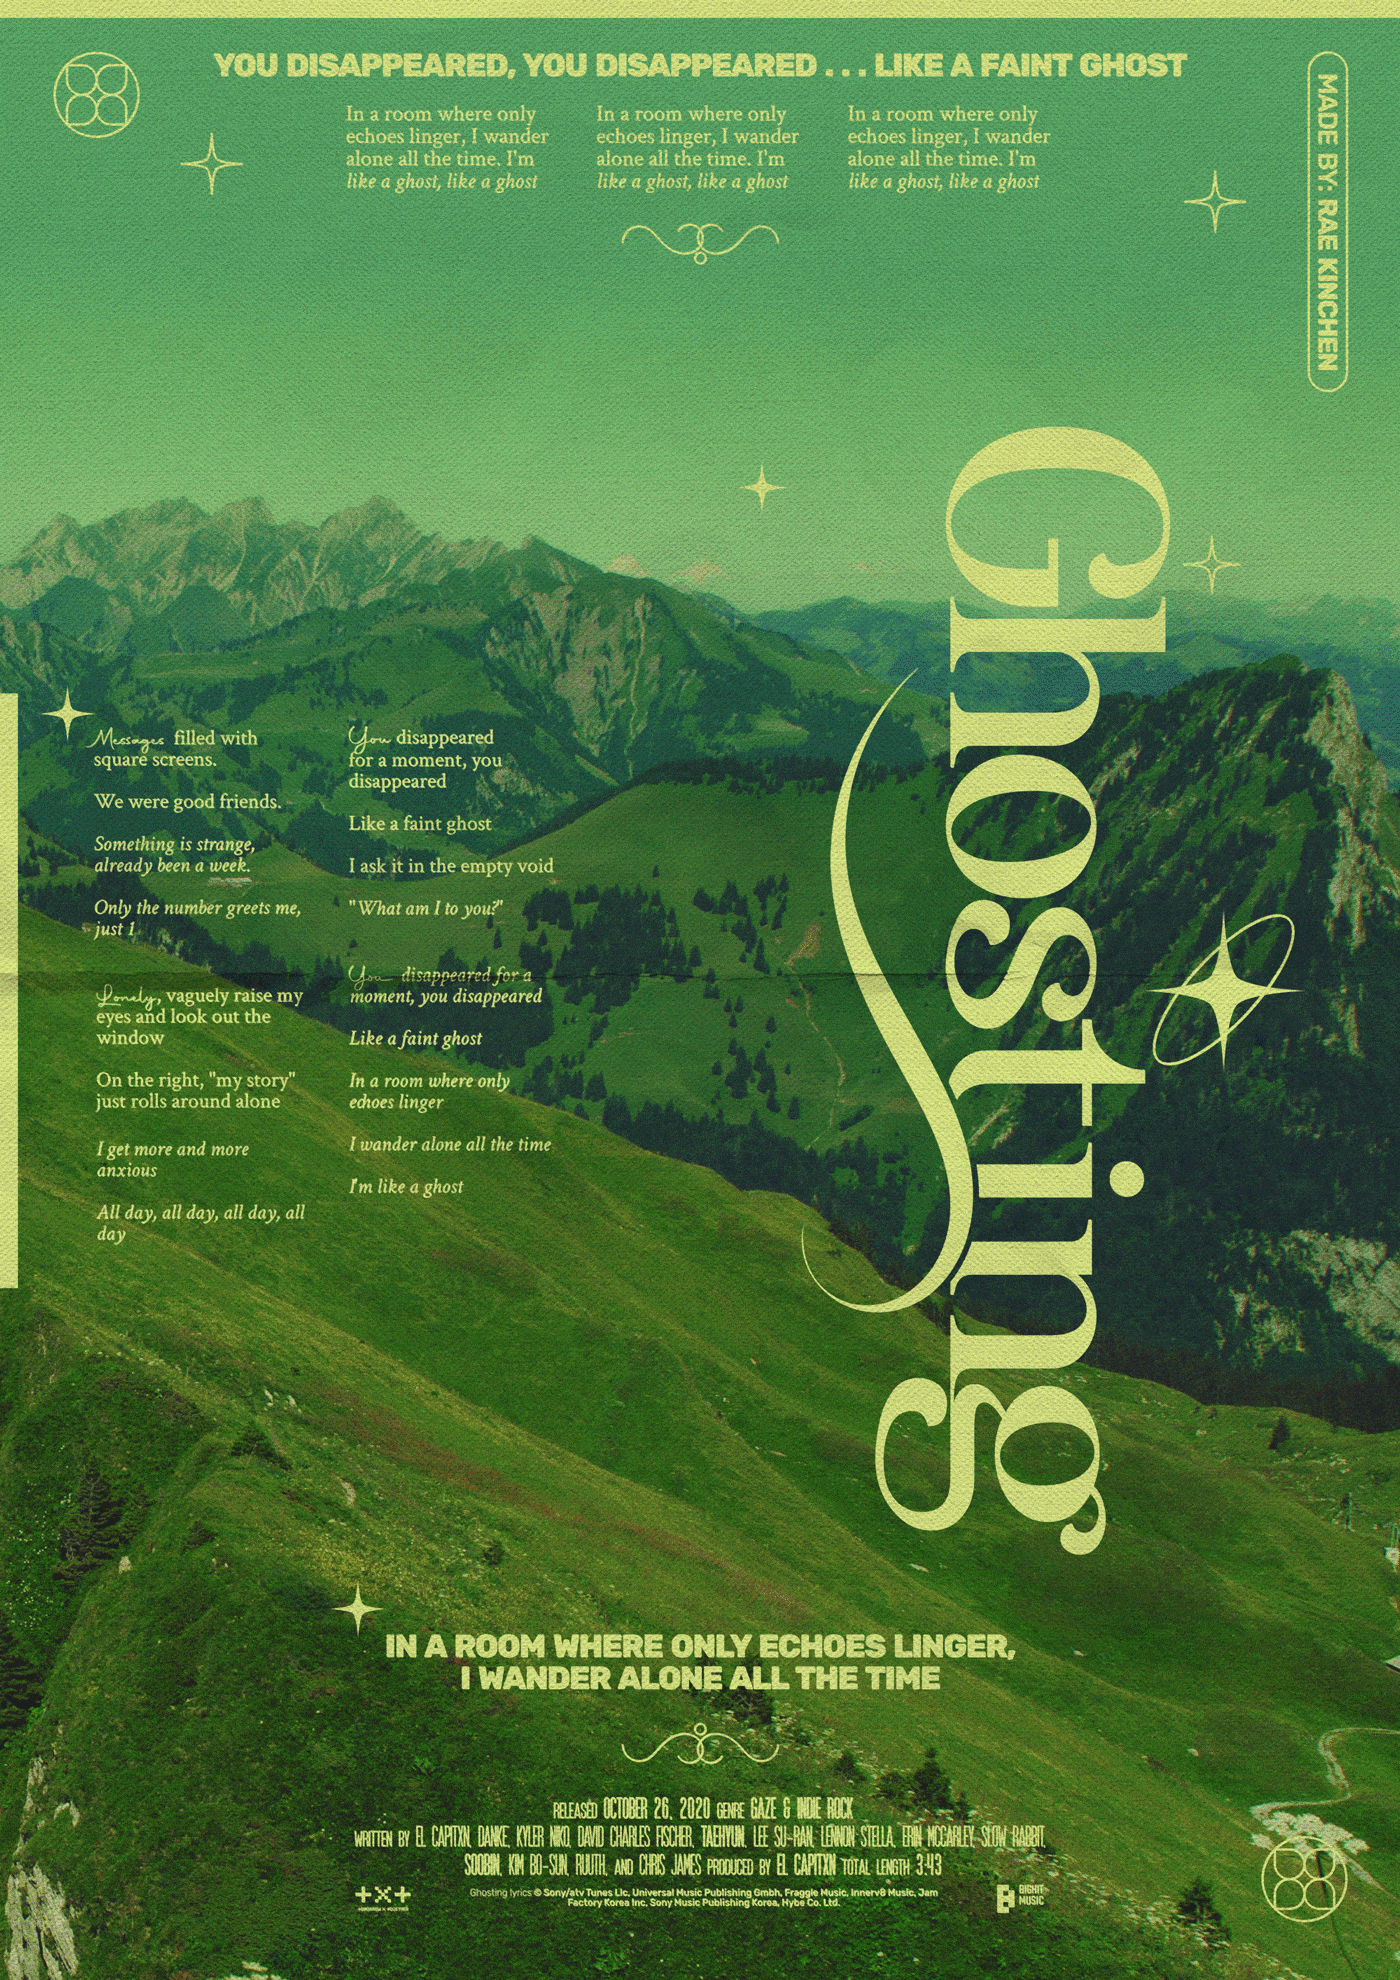 YOU DISAPPEARED, YOU DISAPPEARED . . . LIKE A FAINT GHOST
In a room where only
echoes linger, I wander
alone all the time. I'm
like a ghost, like a ghost
In a room where only
echoes linger, I wander
alone all the time. I'm
like a ghost, like a ghost
In a room where only
echoes linger, I wander
alone all the time. I'm
like a ghost, like a ghost
MADE BY: RAE KINCHEN
Ghosting
Messages filled with
square screens.
We were good friends.
Something is strange,
already been a week.
Only the number greets me,
just 1
Lonely, vaguely raise my
eyes and look out the
window
On the right, "my story"
just rolls around alone
I get more and more
anxious
All day, all day, all day, all
day
You disappeared
for a moment, you
disappeared
Like a faint ghost
I ask it in the empty void
"What am I to you?"
You disappeared for a
moment, you disappeared
Like a faint ghost
In a room where only
echoes linger
I wander alone all the time
I'm like a ghost
IN A ROOM WHERE ONLY ECHOES LINGER,
I WANDER ALONE ALL THE TIME
RELEASED OCTOBER 26, 2020 GENRE GAZE & INDIE ROCK
WRITTEN BY EL CAPITXN, DANKE, KYLER NIKO, DAVID CHARLES FISCHER, TAEHYUN, LEE SU-RAN, LENNON STELLA, ERIN MCCARLEY, SLOW RABBIT,
SOOBIN, KIM BO-SUN, RUUTH, AND CHRIS JAMES PRODUCED BY EL CAPITXN TOTAL LENGTH 3:43
Ghosting lyrics © Sony/atv Tunes Llc, Universal Music Publishing Gmbh, Fraggle Music, Innerv8 Music, Jam
Factory Korea Inc, Sony Music Publishing Korea, Hybe Co. Ltd.
+×+
BIGHIT
MUSIC